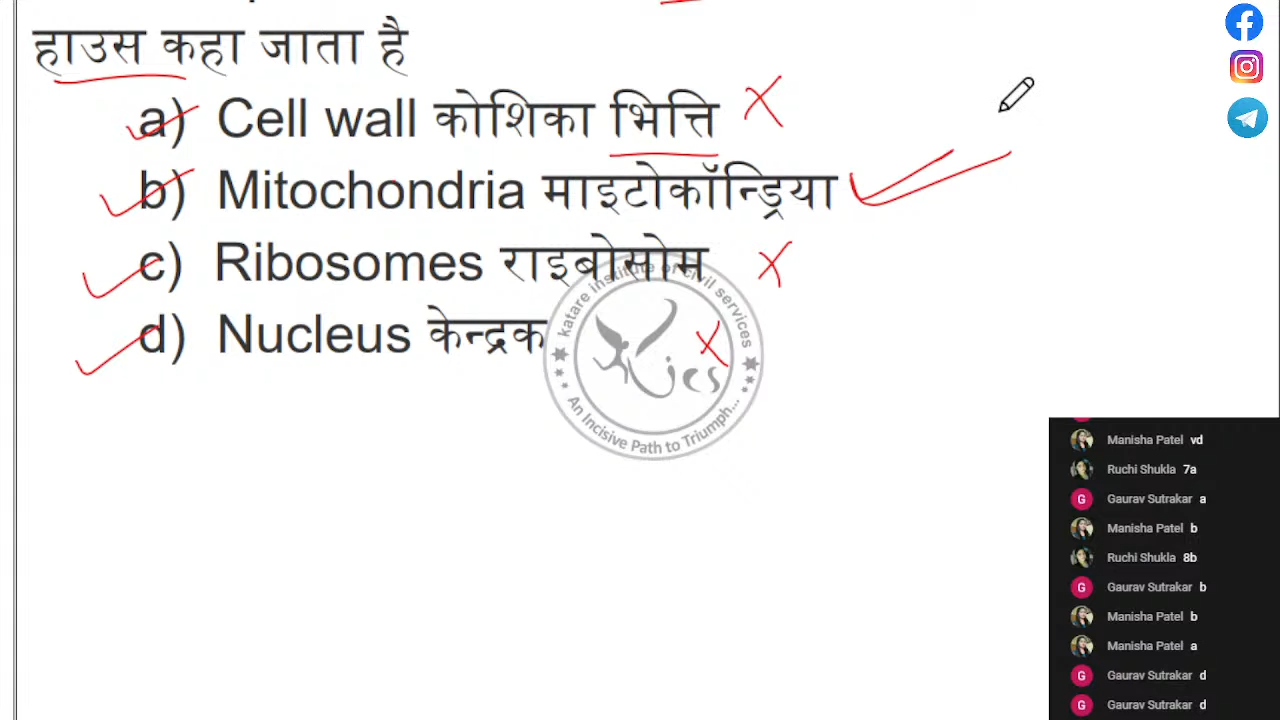 हाउस कहा जाता है
a) Cell wall कोशिका भित्ति
b) Mitochondria माइटोकॉन्ड्रिया
c) Ribosomes राइबोसोम
d) Nucleus केन्द्रक
katare institute of civil services
kics
An Incisive Path to Triumph...
Manisha Patel vd
Ruchi Shukla 7a
G Gaurav Sutrakar a
Manisha Patel b
Ruchi Shukla 8b
G Gaurav Sutrakar b
Manisha Patel b
Manisha Patel a
G Gaurav Sutrakar d
G Gaurav Sutrakar d